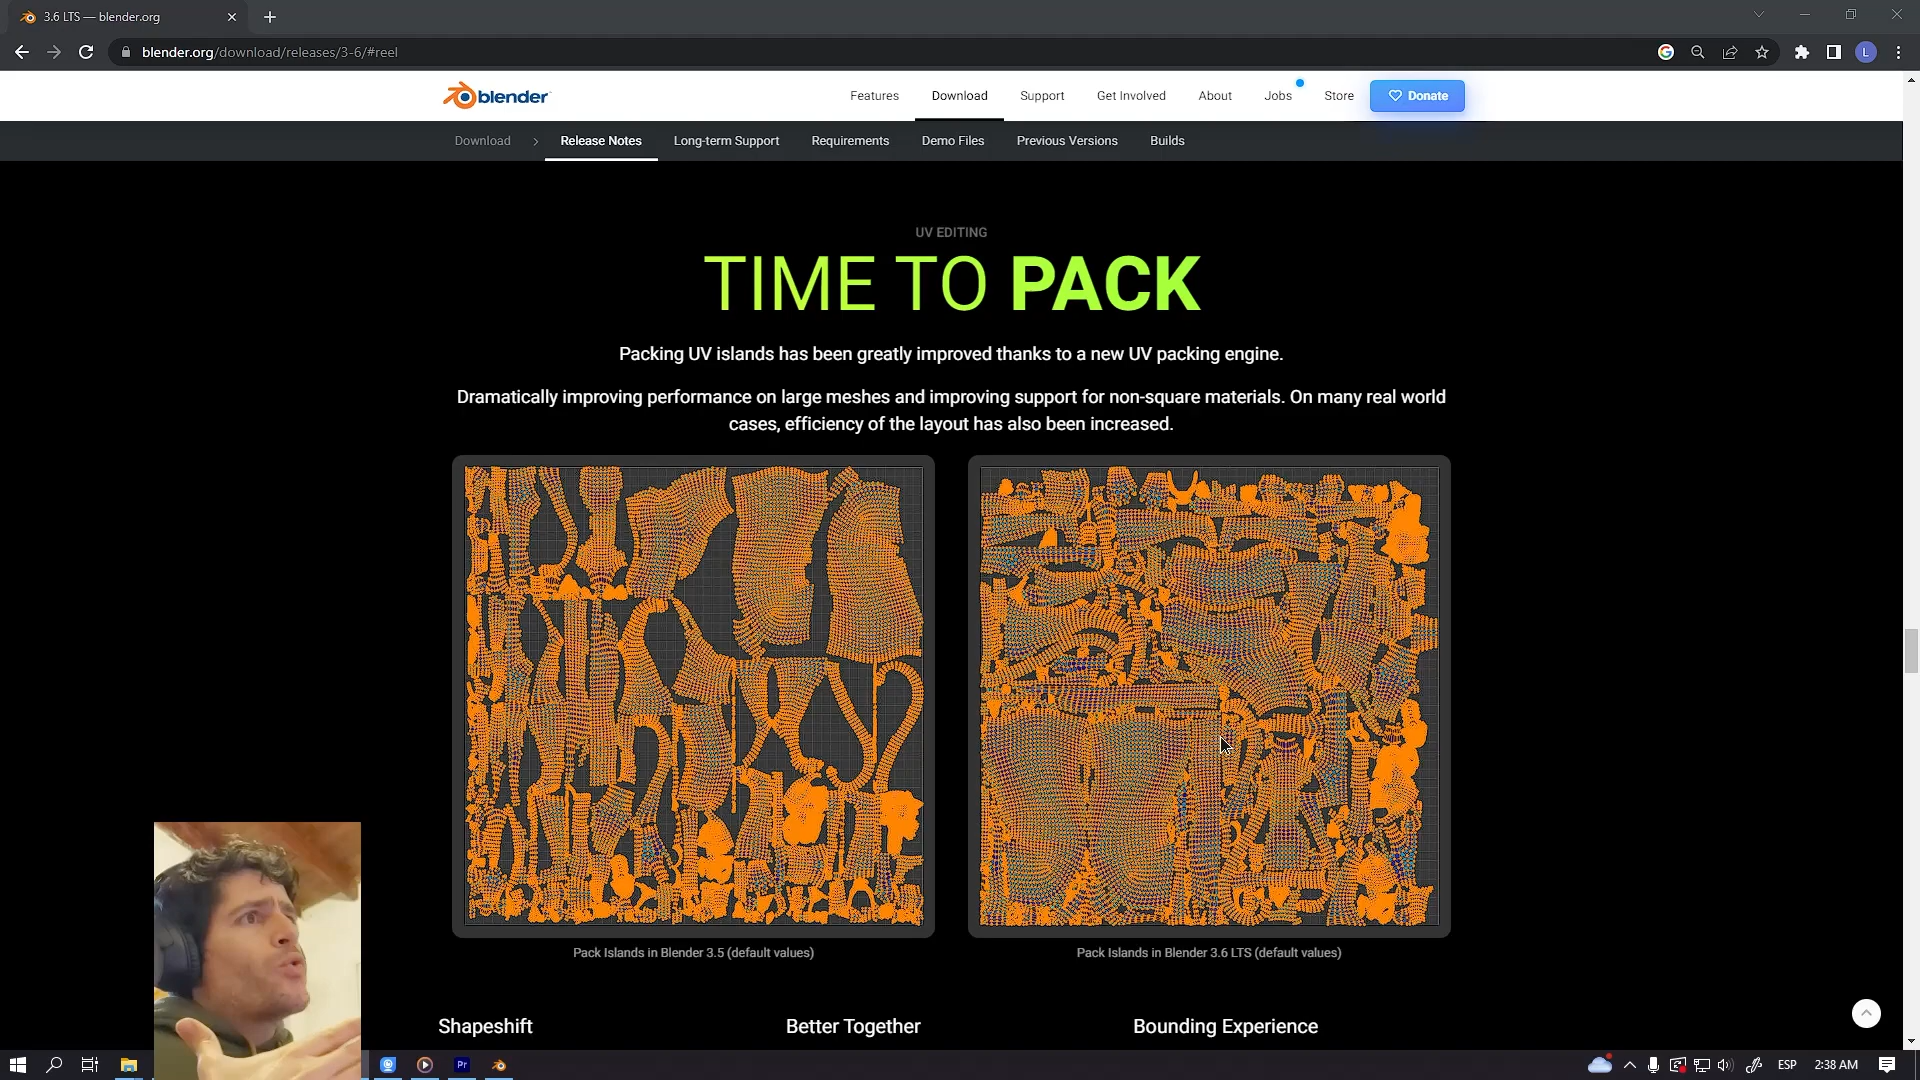 3.6 LTS — blender.org
blender.org/download/releases/3-6/#reel
L
blender
Features
Download
Support
Get Involved
About
Jobs
Store
Donate
Download
Release Notes
Long-term Support
Requirements
Demo Files
Previous Versions
Builds
UV EDITING
TIME TO PACK
Packing UV islands has been greatly improved thanks to a new UV packing engine.
Dramatically improving performance on large meshes and improving support for non-square materials. On many real world
cases, efficiency of the layout has also been increased.
Pack Islands in Blender 3.5 (default values)
Pack Islands in Blender 3.6 LTS (default values)
Shapeshift
Better Together
Bounding Experience
Pr
ESP
2:38 AM